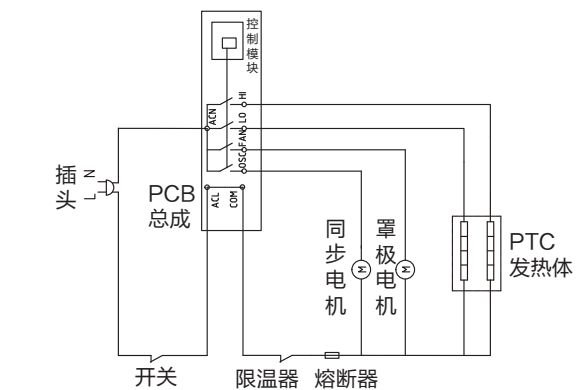 控制模块
HI
ACN
LO
FAN
OSC
插头
N
L
PCB
总成
ACL
COM
同步电机
罩极电机
M
M
PTC
发热体
开关
限温器
熔断器